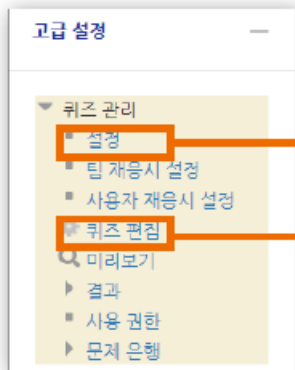 고급 설정
퀴즈 관리
설정
팀 재응시 설정
사용자 재응시 설정
퀴즈 편집
미리보기
결과
사용 권한
문제 은행